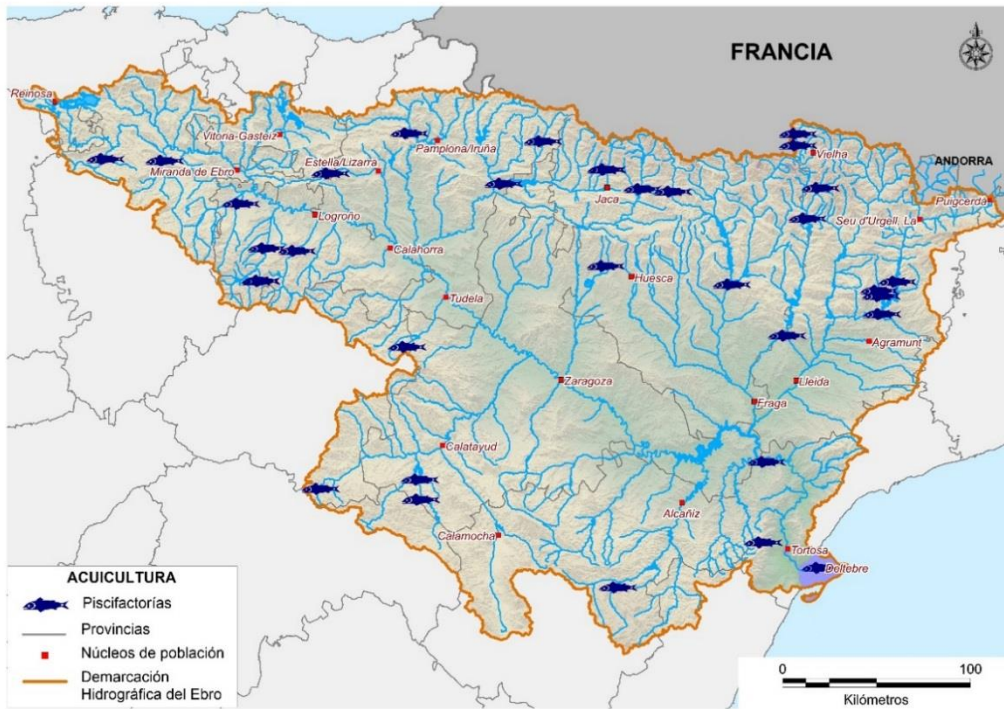 FRANCIA
Reinosa
Vitoria-Gasteiz
Pamplona/Iruña
Vielha
ANDORRA
Miranda de Ebro
Estella/Lizarra
Jaca
Puigcerdá
Seu d'Urgell, La
Logroño
Calahorra
Huesca
Tudela
Agramunt
Zaragoza
Lleida
Fraga
Calatayud
Alcañiz
Calamocha
Tortosa
Deltebre
ACUICULTURA
Piscifactorías
Provincias
Núcleos de población
Demarcación
Hidrográfica del Ebro
0 100
Kilómetros